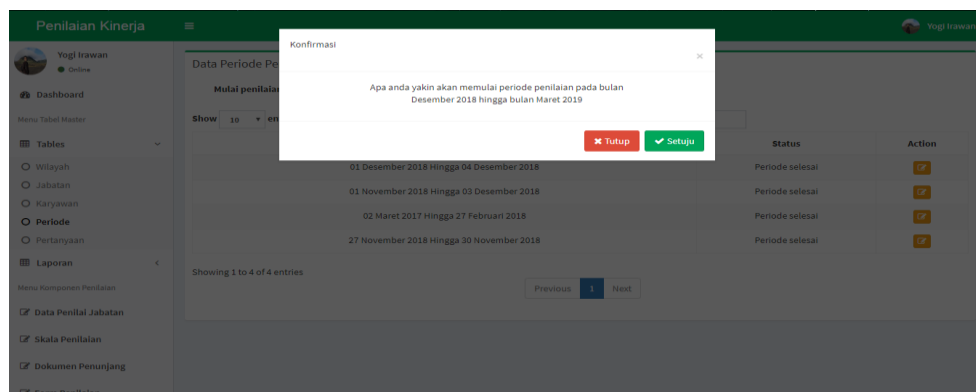 Penilaian Kinerja
Yogi Irawan
Yogi Irawan
Online
Dashboard
Menu Tabel Master
Tables
Wilayah
Jabatan
Karyawan
Periode
Pertanyaan
Laporan
Menu Komponen Penilaian
Data Penilai Jabatan
Skala Penilaian
Dokumen Penunjang
Konfirmasi
×
Apa anda yakin akan memulai periode penilaian pada bulan
Desember 2018 hingga bulan Maret 2019
Tutup
Setuju
Data Periode Pe
Mulai penilaian
Show 10 en
Status Action
01 Desember 2018 Hingga 04 Desember 2018 Periode selesai
01 November 2018 Hingga 03 Desember 2018 Periode selesai
02 Maret 2017 Hingga 27 Februari 2018 Periode selesai
27 November 2018 Hingga 30 November 2018 Periode selesai
Showing 1 to 4 of 4 entries
Previous 1 Next